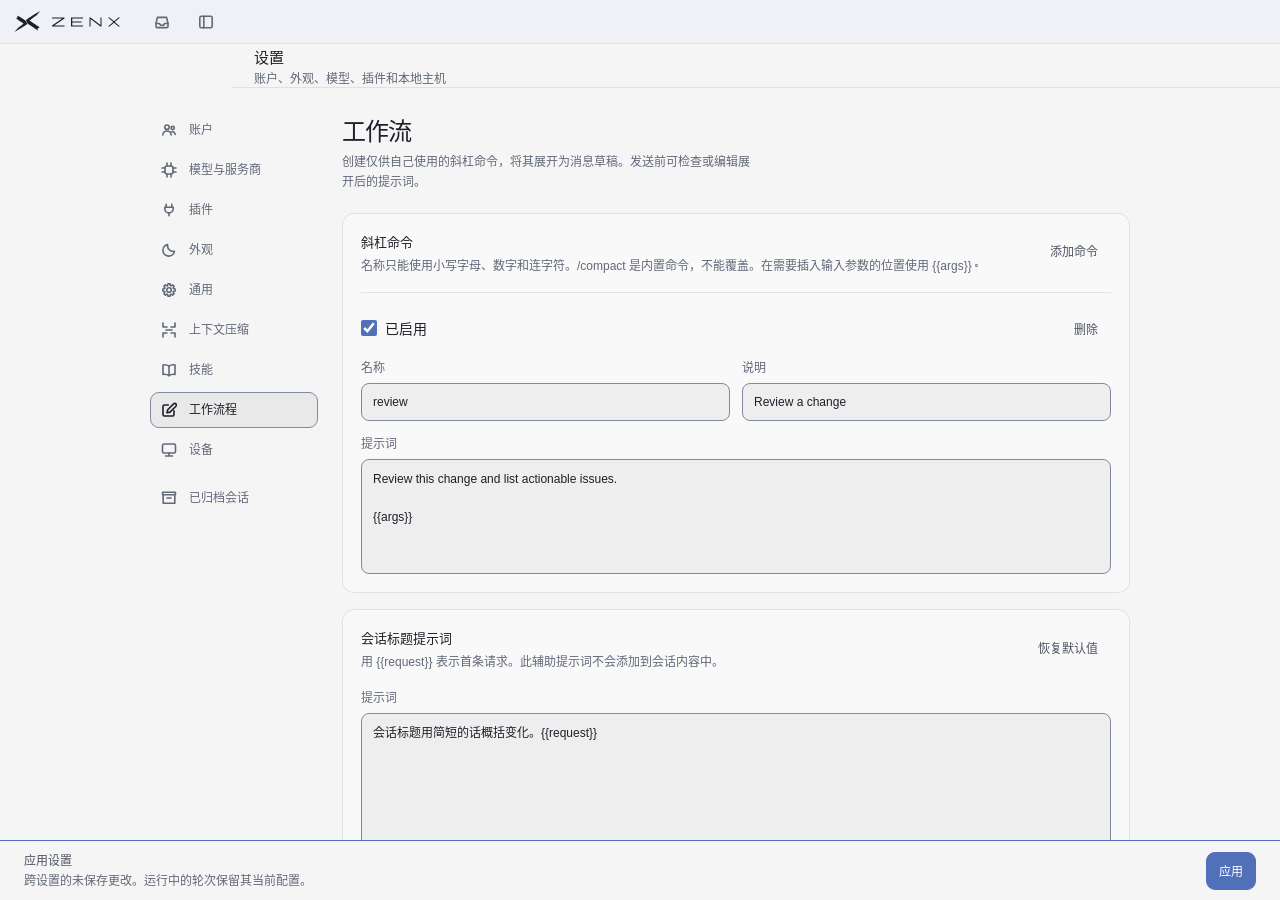 ZENX
设置
账户、外观、模型、插件和本地主机
账户
模型与服务商
插件
外观
通用
上下文压缩
技能
工作流程
设备
已归档会话
工作流
创建仅供自己使用的斜杠命令，将其展开为消息草稿。发送前可检查或编辑展
开后的提示词。
斜杠命令
名称只能使用小写字母、数字和连字符。/compact 是内置命令，不能覆盖。在需要插入输入参数的位置使用 {{args}}。
添加命令
已启用
删除
名称
说明
review
Review a change
提示词
Review this change and list actionable issues.
{{args}}
会话标题提示词
用 {{request}} 表示首条请求。此辅助提示词不会添加到会话内容中。
恢复默认值
提示词
会话标题用简短的话概括变化。{{request}}
应用设置
跨设置的未保存更改。运行中的轮次保留其当前配置。
应用